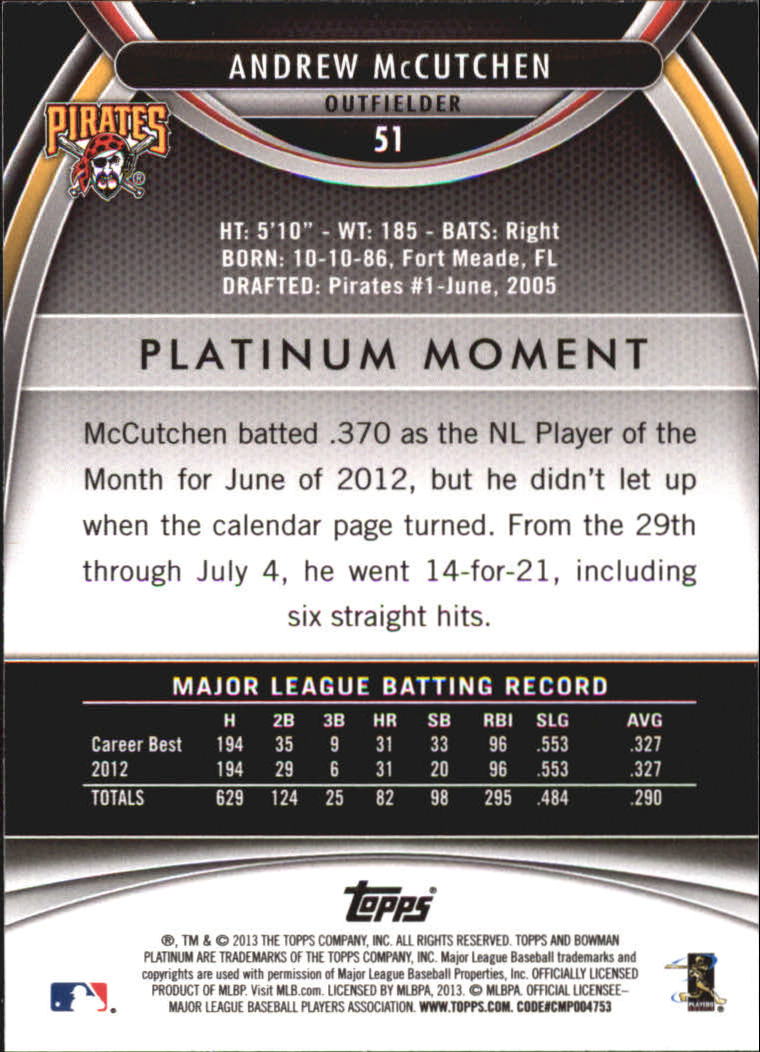 ANDREW McCUTCHEN
OUTFIELDER
51
PIRATES
®
HT: 5'10" - WT: 185 - BATS: Right
BORN: 10-10-86, Fort Meade, FL
DRAFTED: Pirates #1-June, 2005
PLATINUM MOMENT
McCutchen batted .370 as the NL Player of the
Month for June of 2012, but he didn't let up
when the calendar page turned. From the 29th
through July 4, he went 14-for-21, including
six straight hits.
MAJOR LEAGUE BATTING RECORD
H 2B 3B HR SB RBI SLG AVG
Career Best 194 35 9 31 33 96 .553 .327
2012 194 29 6 31 20 96 .553 .327
TOTALS 629 124 25 82 98 295 .484 .290
Topps®
®, TM & © 2013 THE TOPPS COMPANY, INC. ALL RIGHTS RESERVED. TOPPS AND BOWMAN
PLATINUM ARE TRADEMARKS OF THE TOPPS COMPANY, INC. Major League Baseball trademarks and
copyrights are used with permission of Major League Baseball Properties, Inc. OFFICIALLY LICENSED
PRODUCT OF MLBP. Visit MLB.com. LICENSED BY MLBPA, 2013. © MLBPA. OFFICIAL LICENSEE–
MAJOR LEAGUE BASEBALL PLAYERS ASSOCIATION. WWW.TOPPS.COM. CODE#CMP004753
PLAYERS
®